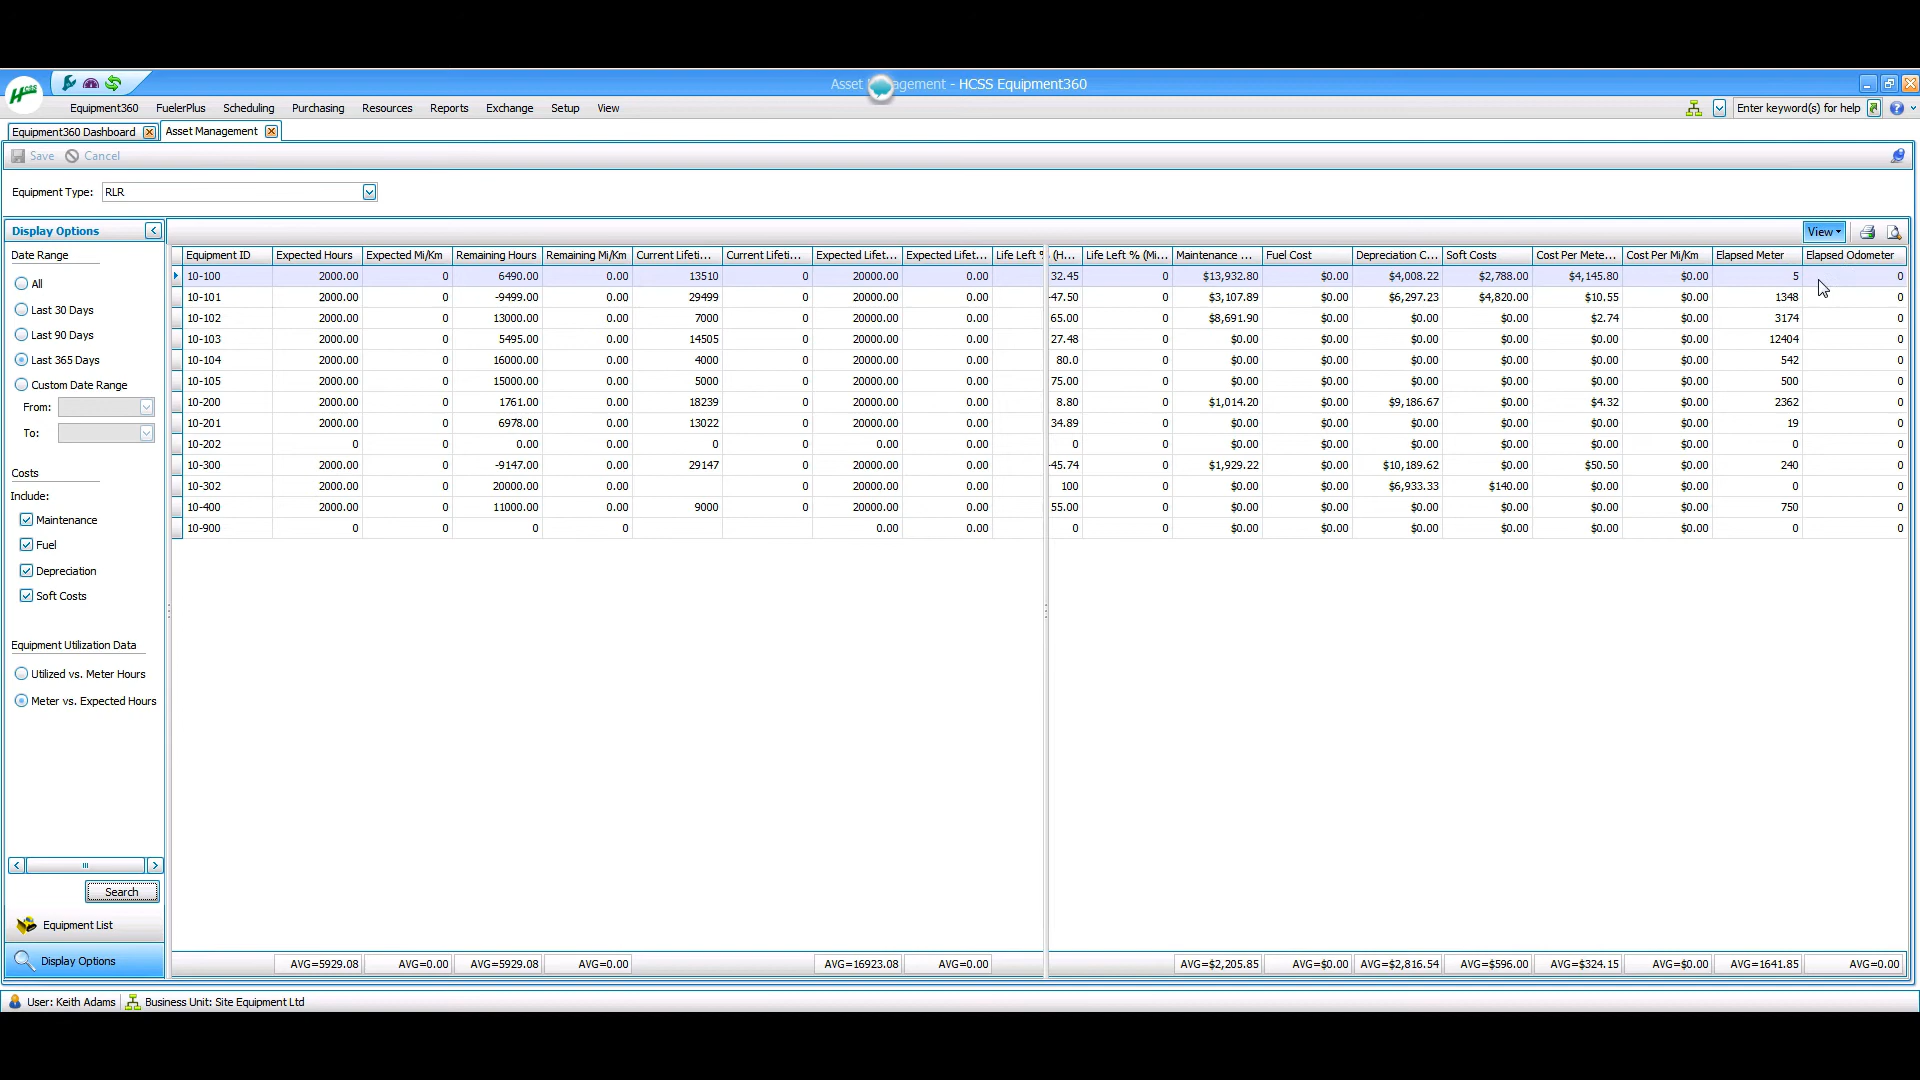 Asset    agement - HCSS Equipment360
HCSS
Equipment360 FuelerPlus Scheduling Purchasing Resources Reports Exchange Setup View Enter keyword(s) for help
Equipment360 Dashboard Asset Management
Save Cancel
Equipment Type: RLR
Display Options
View
Date Range
All
Last 30 Days
Last 90 Days
Last 365 Days
Custom Date Range
From:
To:
Costs
Include:
Maintenance
Fuel
Depreciation
Soft Costs
Equipment Utilization Data
Utilized vs. Meter Hours
Meter vs. Expected Hours
Search
Equipment List
Display Options
Equipment ID Expected Hours Expected Mi/Km Remaining Hours Remaining Mi/Km Current Lifeti... Current Lifeti... Expected Lifet... Expected Lifet... Life Left % (H... Life Left % (Mi... Maintenance ... Fuel Cost Depreciation C... Soft Costs Cost Per Mete... Cost Per Mi/Km Elapsed Meter Elapsed Odometer
10-100 2000.00 0 6490.00 0.00 13510 0 20000.00 0.00 32.45 0 $13,932.80 $0.00 $4,008.22 $2,788.00 $4,145.80 $0.00 5 0
10-101 2000.00 0 -9499.00 0.00 29499 0 20000.00 0.00 -47.50 0 $3,107.89 $0.00 $6,297.23 $4,820.00 $10.55 $0.00 1348 0
10-102 2000.00 0 13000.00 0.00 7000 0 20000.00 0.00 65.00 0 $8,691.90 $0.00 $0.00 $0.00 $2.74 $0.00 3174 0
10-103 2000.00 0 5495.00 0.00 14505 0 20000.00 0.00 27.48 0 $0.00 $0.00 $0.00 $0.00 $0.00 $0.00 12404 0
10-104 2000.00 0 16000.00 0.00 4000 0 20000.00 0.00 80.0 0 $0.00 $0.00 $0.00 $0.00 $0.00 $0.00 542 0
10-105 2000.00 0 15000.00 0.00 5000 0 20000.00 0.00 75.00 0 $0.00 $0.00 $0.00 $0.00 $0.00 $0.00 500 0
10-200 2000.00 0 1761.00 0.00 18239 0 20000.00 0.00 8.80 0 $1,014.20 $0.00 $9,186.67 $0.00 $4.32 $0.00 2362 0
10-201 2000.00 0 6978.00 0.00 13022 0 20000.00 0.00 34.89 0 $0.00 $0.00 $0.00 $0.00 $0.00 $0.00 19 0
10-202 0 0 0.00 0.00 0 0 0.00 0.00 0 0 $0.00 $0.00 $0.00 $0.00 $0.00 $0.00 0 0
10-300 2000.00 0 -9147.00 0.00 29147 0 20000.00 0.00 -45.74 0 $1,929.22 $0.00 $10,189.62 $0.00 $50.50 $0.00 240 0
10-302 2000.00 0 20000.00 0.00 0 20000.00 0.00 100 0 $0.00 $0.00 $6,933.33 $140.00 $0.00 $0.00 0 0
10-400 2000.00 0 11000.00 0.00 9000 0 20000.00 0.00 55.00 0 $0.00 $0.00 $0.00 $0.00 $0.00 $0.00 750 0
10-900 0 0 0 0 0.00 0.00 0 0 $0.00 $0.00 $0.00 $0.00 $0.00 $0.00 0 0
AVG=5929.08 AVG=0.00 AVG=5929.08 AVG=0.00 AVG=16923.08 AVG=0.00 AVG=$2,205.85 AVG=$0.00 AVG=$2,816.54 AVG=$596.00 AVG=$324.15 AVG=$0.00 AVG=1641.85 AVG=0.00
User: Keith Adams Business Unit: Site Equipment Ltd